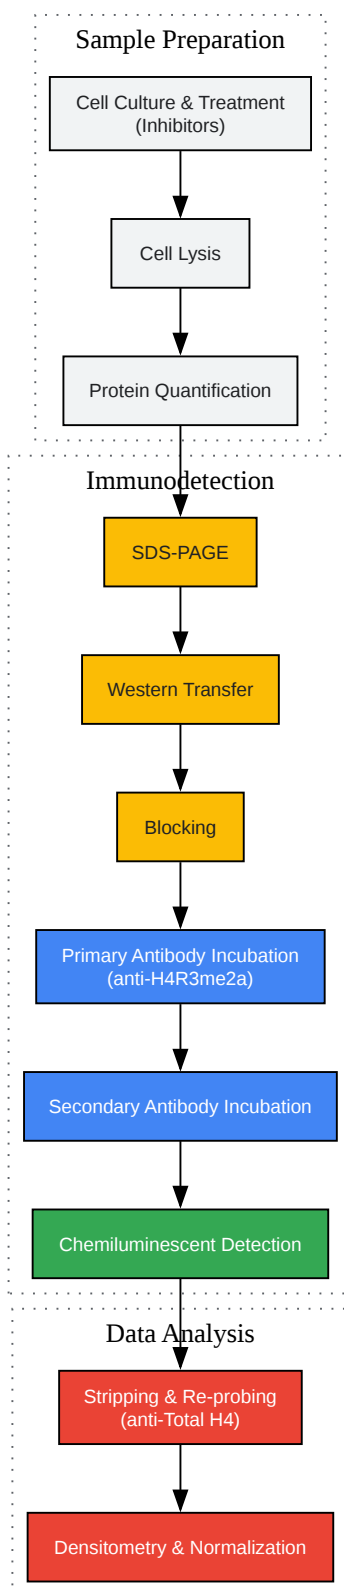 Sample Preparation
Cell Culture & Treatment
(Inhibitors)
Cell Lysis
Protein Quantification
Immunodetection
SDS-PAGE
Western Transfer
Blocking
Primary Antibody Incubation
(anti-H4R3me2a)
Secondary Antibody Incubation
Chemiluminescent Detection
Data Analysis
Stripping & Re-probing
(anti-Total H4)
Densitometry & Normalization